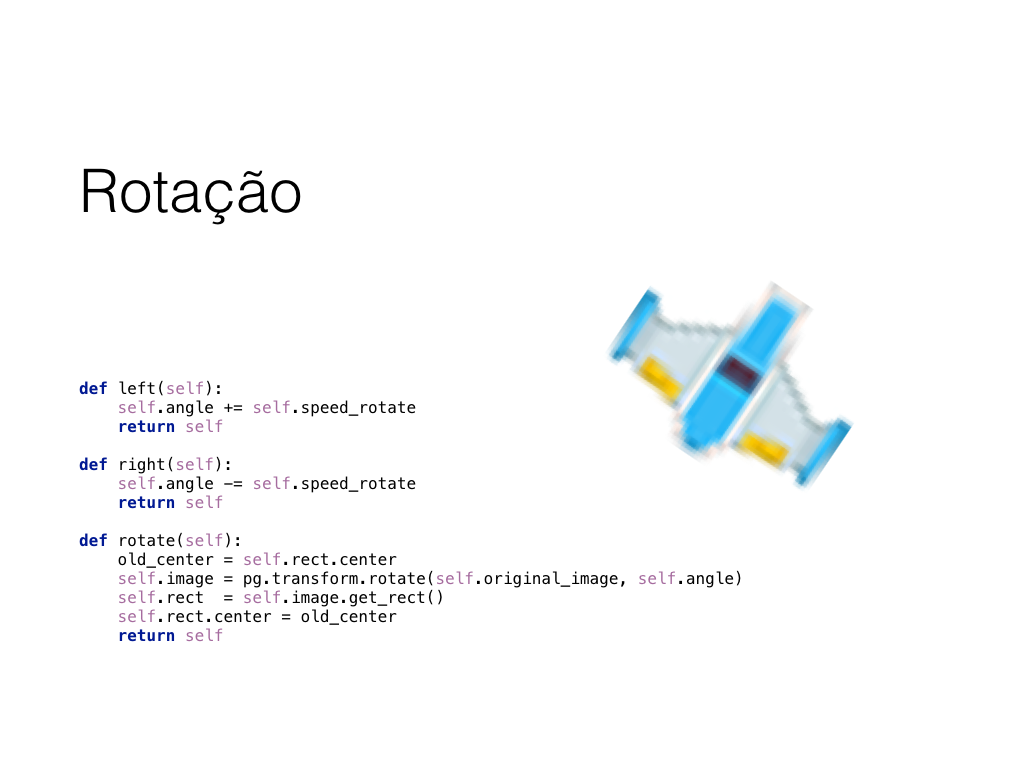 Rotação
def left(self):
    self.angle += self.speed_rotate
    return self
def right(self):
    self.angle -= self.speed_rotate
    return self
def rotate(self):
    old_center = self.rect.center
    self.image = pg.transform.rotate(self.original_image, self.angle)
    self.rect  = self.image.get_rect()
    self.rect.center = old_center
    return self